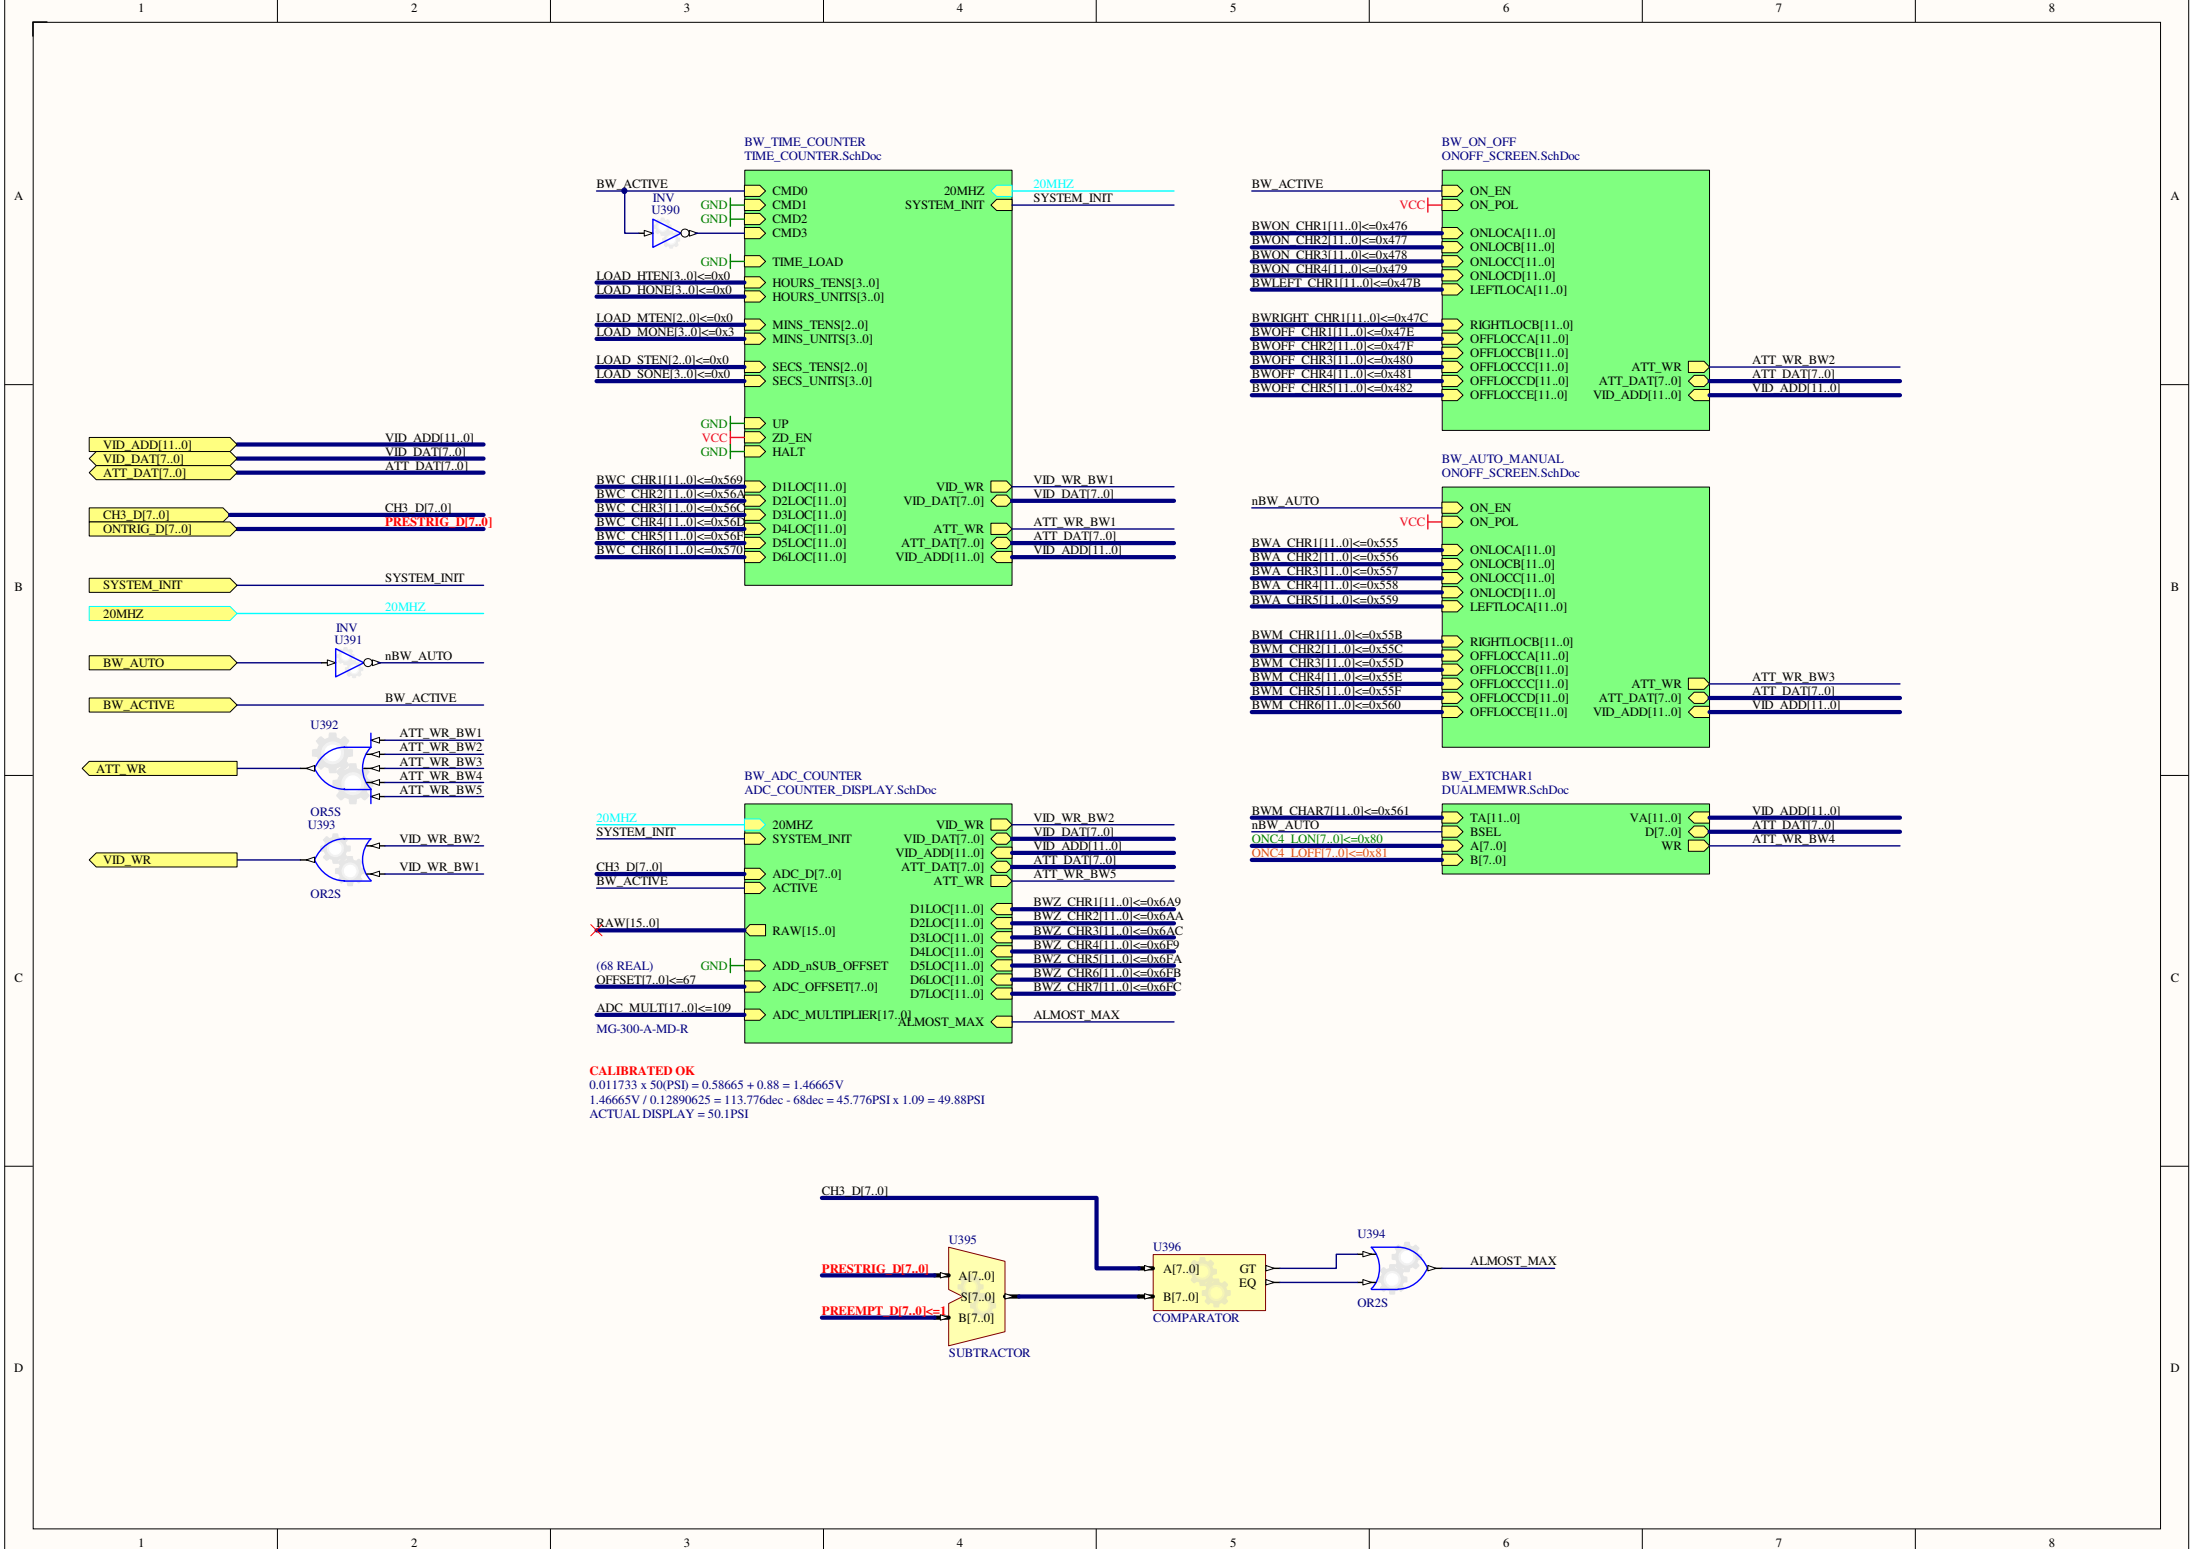 1 2 3 4 5 6 7 8
A
B
C
D
VID_ADD[11..0] VID_ADD[11..0]
VID_DAT[7..0] VID_DAT[7..0]
ATT_DAT[7..0] ATT_DAT[7..0]
CH3_D[7..0] CH3_D[7..0]
ONTRIG_D[7..0] PRESTRIG_D[7..0]
SYSTEM_INIT SYSTEM_INIT
20MHZ 20MHZ
INV
U391
BW_AUTO nBW_AUTO
BW_ACTIVE BW_ACTIVE
U392
ATT_WR_BW1
ATT_WR_BW2
ATT_WR ATT_WR_BW3
ATT_WR_BW4
ATT_WR_BW5
OR5S
U393
VID_WR_BW2
VID_WR
VID_WR_BW1
OR2S
BW_TIME_COUNTER
TIME_COUNTER.SchDoc
BW_ACTIVE CMD0 20MHZ 20MHZ
INV
U390
GND CMD1 SYSTEM_INIT SYSTEM_INIT
GND CMD2
CMD3
GND TIME_LOAD
LOAD_HTEN[3..0]<=0x0 HOURS_TENS[3..0]
LOAD_HONE[3..0]<=0x0 HOURS_UNITS[3..0]
LOAD_MTEN[2..0]<=0x0 MINS_TENS[2..0]
LOAD_MONE[3..0]<=0x3 MINS_UNITS[3..0]
LOAD_STEN[2..0]<=0x0 SECS_TENS[2..0]
LOAD_SONE[3..0]<=0x0 SECS_UNITS[3..0]
GND UP
VCC ZD_EN
GND HALT
BWC_CHR1[11..0]<=0x569 D1LOC[11..0] VID_WR VID_WR_BW1
BWC_CHR2[11..0]<=0x56A D2LOC[11..0] VID_DAT[7..0] VID_DAT[7..0]
BWC_CHR3[11..0]<=0x56C D3LOC[11..0]
BWC_CHR4[11..0]<=0x56D D4LOC[11..0] ATT_WR ATT_WR_BW1
BWC_CHR5[11..0]<=0x56F D5LOC[11..0] ATT_DAT[7..0] ATT_DAT[7..0]
BWC_CHR6[11..0]<=0x570 D6LOC[11..0] VID_ADD[11..0] VID_ADD[11..0]
BW_ON_OFF
ONOFF_SCREEN.SchDoc
BW_ACTIVE ON_EN
VCC ON_POL
BWON_CHR1[11..0]<=0x476 ONLOCA[11..0]
BWON_CHR2[11..0]<=0x477 ONLOCB[11..0]
BWON_CHR3[11..0]<=0x478 ONLOCC[11..0]
BWON_CHR4[11..0]<=0x479 ONLOCD[11..0]
BWLEFT_CHR1[11..0]<=0x47B LEFTLOCA[11..0]
BWRIGHT_CHR1[11..0]<=0x47C RIGHTLOCB[11..0]
BWOFF_CHR1[11..0]<=0x47E OFFLOCCA[11..0]
BWOFF_CHR2[11..0]<=0x47F OFFLOCCB[11..0]
BWOFF_CHR3[11..0]<=0x480 OFFLOCCC[11..0] ATT_WR ATT_WR_BW2
BWOFF_CHR4[11..0]<=0x481 OFFLOCCD[11..0] ATT_DAT[7..0] ATT_DAT[7..0]
BWOFF_CHR5[11..0]<=0x482 OFFLOCCE[11..0] VID_ADD[11..0] VID_ADD[11..0]
BW_AUTO_MANUAL
ONOFF_SCREEN.SchDoc
nBW_AUTO ON_EN
VCC ON_POL
BWA_CHR1[11..0]<=0x555 ONLOCA[11..0]
BWA_CHR2[11..0]<=0x556 ONLOCB[11..0]
BWA_CHR3[11..0]<=0x557 ONLOCC[11..0]
BWA_CHR4[11..0]<=0x558 ONLOCD[11..0]
BWA_CHR5[11..0]<=0x559 LEFTLOCA[11..0]
BWM_CHR1[11..0]<=0x55B RIGHTLOCB[11..0]
BWM_CHR2[11..0]<=0x55C OFFLOCCA[11..0]
BWM_CHR3[11..0]<=0x55D OFFLOCCB[11..0]
BWM_CHR4[11..0]<=0x55E OFFLOCCC[11..0] ATT_WR ATT_WR_BW3
BWM_CHR5[11..0]<=0x55F OFFLOCCD[11..0] ATT_DAT[7..0] ATT_DAT[7..0]
BWM_CHR6[11..0]<=0x560 OFFLOCCE[11..0] VID_ADD[11..0] VID_ADD[11..0]
BW_ADC_COUNTER
ADC_COUNTER_DISPLAY.SchDoc
20MHZ 20MHZ VID_WR VID_WR_BW2
SYSTEM_INIT SYSTEM_INIT VID_DAT[7..0] VID_DAT[7..0]
VID_ADD[11..0] VID_ADD[11..0]
CH3_D[7..0] ADC_D[7..0] ATT_DAT[7..0] ATT_DAT[7..0]
BW_ACTIVE ACTIVE ATT_WR ATT_WR_BW5
D1LOC[11..0] BWZ_CHR1[11..0]<=0x6A9
D2LOC[11..0] BWZ_CHR2[11..0]<=0x6AA
RAW[15..0] RAW[15..0] D3LOC[11..0] BWZ_CHR3[11..0]<=0x6AC
D4LOC[11..0] BWZ_CHR4[11..0]<=0x6F9
(68 REAL) GND ADD_nSUB_OFFSET D5LOC[11..0] BWZ_CHR5[11..0]<=0x6FA
D6LOC[11..0] BWZ_CHR6[11..0]<=0x6FB
OFFSET[7..0]<=67 ADC_OFFSET[7..0] D7LOC[11..0] BWZ_CHR7[11..0]<=0x6FC
ADC_MULT[17..0]<=109 ADC_MULTIPLIER[17..0] ALMOST_MAX ALMOST_MAX
MG-300-A-MD-R
CALIBRATED OK
0.011733 x 50(PSI) = 0.58665 + 0.88 = 1.46665V
1.46665V / 0.12890625 = 113.776dec - 68dec = 45.776PSI x 1.09 = 49.88PSI
ACTUAL DISPLAY = 50.1PSI
BW_EXTCHAR1
DUALMEMWR.SchDoc
BWM_CHAR7[11..0]<=0x561 TA[11..0] VA[11..0] VID_ADD[11..0]
nBW_AUTO BSEL D[7..0] ATT_DAT[7..0]
ONC4_LON[7..0]<=0x80 A[7..0] WR ATT_WR_BW4
ONC4_LOFF[7..0]<=0x81 B[7..0]
CH3_D[7..0]
U395
PRESTRIG_D[7..0] A[7..0]
S[7..0]
PREEMPT_D[7..0]<=1 B[7..0]
SUBTRACTOR
U396
A[7..0] GT
EQ
B[7..0]
COMPARATOR
U394
ALMOST_MAX
OR2S
A
B
C
D
1 2 3 4 5 6 7 8